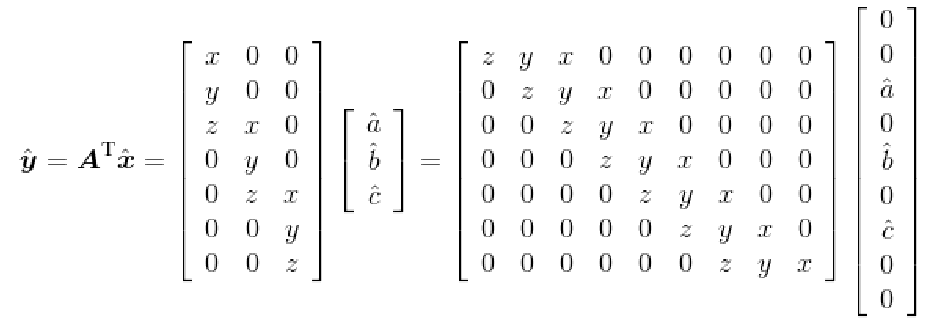 \hat{y} = A^T \hat{x} = \begin{bmatrix} x & 0 & 0 \\ y & 0 & 0 \\ z & x & 0 \\ 0 & y & 0 \\ 0 & z & x \\ 0 & 0 & y \\ 0 & 0 & z \end{bmatrix} \begin{bmatrix} \hat{a} \\ \hat{b} \\ \hat{c} \end{bmatrix} = \begin{bmatrix} z & y & x & 0 & 0 & 0 & 0 & 0 & 0 \\ 0 & z & y & x & 0 & 0 & 0 & 0 & 0 \\ 0 & 0 & z & y & x & 0 & 0 & 0 & 0 \\ 0 & 0 & 0 & z & y & x & 0 & 0 & 0 \\ 0 & 0 & 0 & 0 & z & y & x & 0 & 0 \\ 0 & 0 & 0 & 0 & 0 & z & y & x & 0 \\ 0 & 0 & 0 & 0 & 0 & 0 & z & y & x \end{bmatrix} \begin{bmatrix} 0 \\ 0 \\ \hat{a} \\ 0 \\ \hat{b} \\ 0 \\ \hat{c} \\ 0 \\ 0 \end{bmatrix}